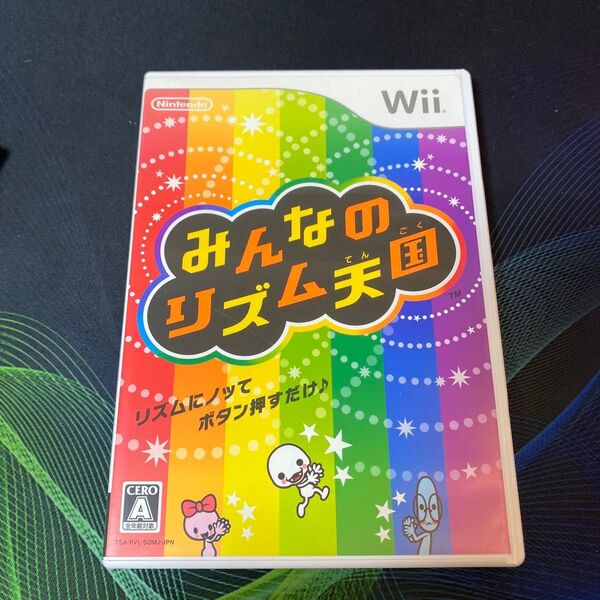 Nintendo
Wii
みんなの
リズム天国
てん
ごく
TM
リズムにノッて
ボタン押すだけ♪
CERO
A
全年齢対象
TSA-RVL-SOMJ-JPN